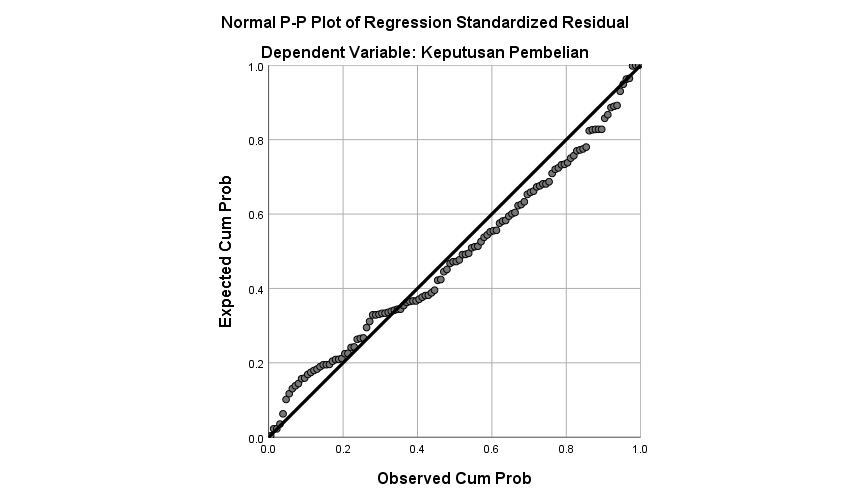 Normal P-P Plot of Regression Standardized Residual
Dependent Variable: Keputusan Pembelian
Expected Cum Prob
1.0
0.8
0.6
0.4
0.2
0.0
0.0 0.2 0.4 0.6 0.8 1.0
Observed Cum Prob